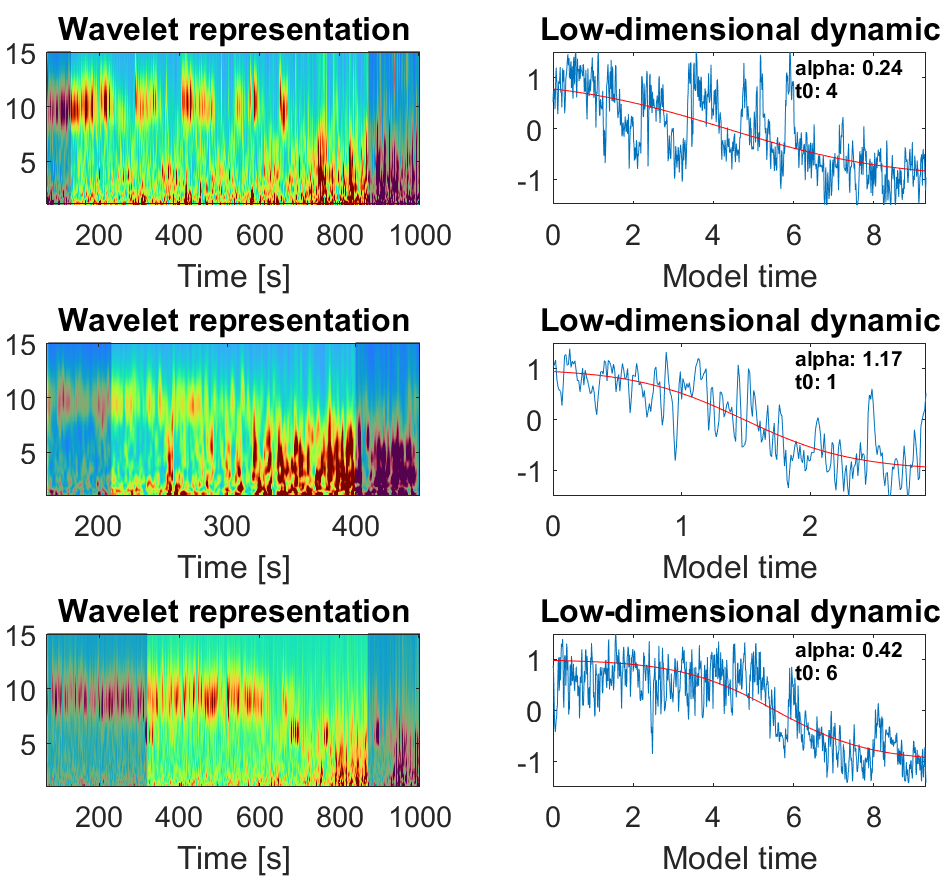 Wavelet representation
15
10
5
200 400 600 800 1000
Time [s]
Low-dimensional dynamic
alpha: 0.24
t0: 4
1
0
-1
0 2 4 6 8
Model time
Wavelet representation
15
10
5
200 300 400
Time [s]
Low-dimensional dynamic
alpha: 1.17
t0: 1
1
0
-1
0 1 2
Model time
Wavelet representation
15
10
5
200 400 600 800 1000
Time [s]
Low-dimensional dynamic
alpha: 0.42
t0: 6
1
0
-1
0 2 4 6 8
Model time